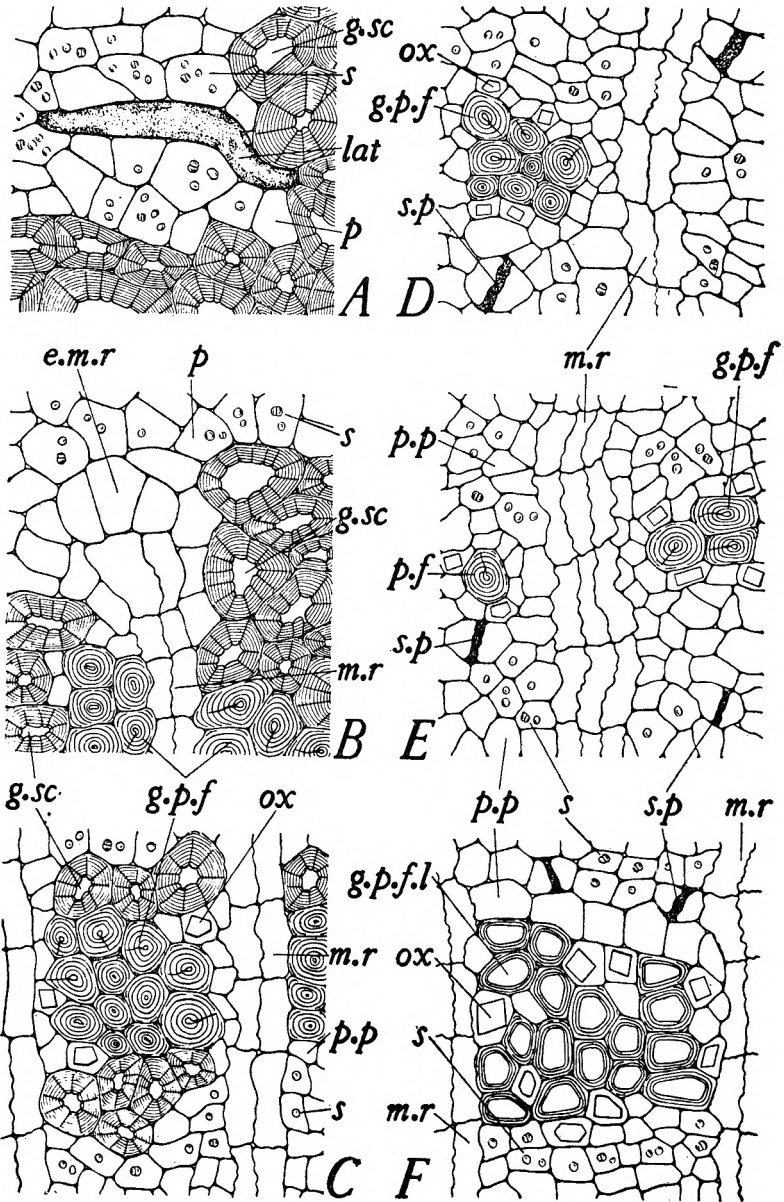 g.sc
ox
s
g.p.f
lat
s.p
p
A D
e.m.r p m.r g.p.f
s
p.p
g.sc
p.f
s.p
m.r
B E
g.sc g.p.f ox p.p s s.p m.r
g.p.f.l
m.r ox
p.p s
s m.r
C F